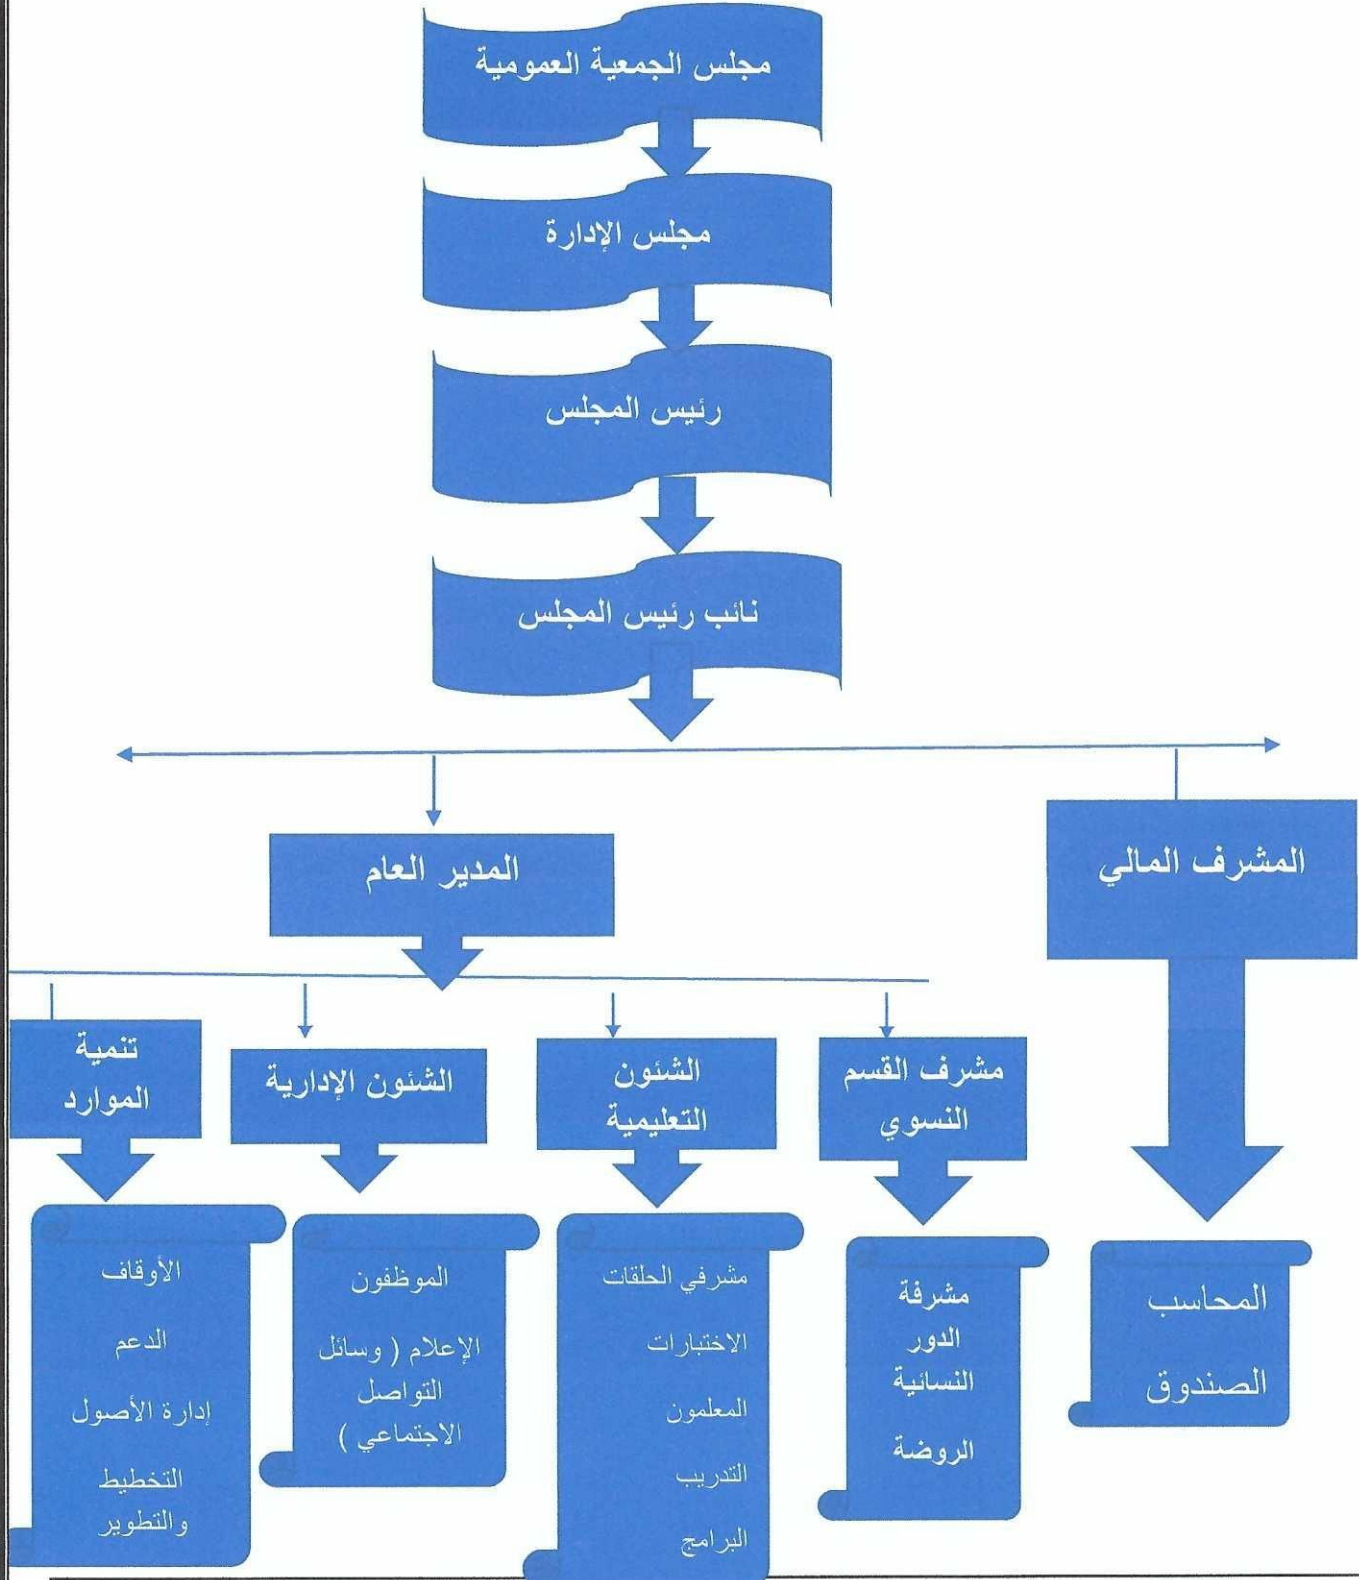 مجلس الجمعية العمومية
مجلس الإدارة
رئيس المجلس
نائب رئيس المجلس
المشرف المالي
المدير العام
مشرف القسم
النسوي
الشئون
التعليمية
الشئون الإدارية
تنمية
الموارد
المحاسب
الصندوق
مشرفة
الدور
النسائية
الروضة
مشرفي الحلقات
الاختبارات
المعلمون
التدريب
البرامج
الموظفون
الإعلام ( وسائل
التواصل
الاجتماعي )
الأوقاف
الدعم
إدارة الأصول
التخطيط
والتطوير